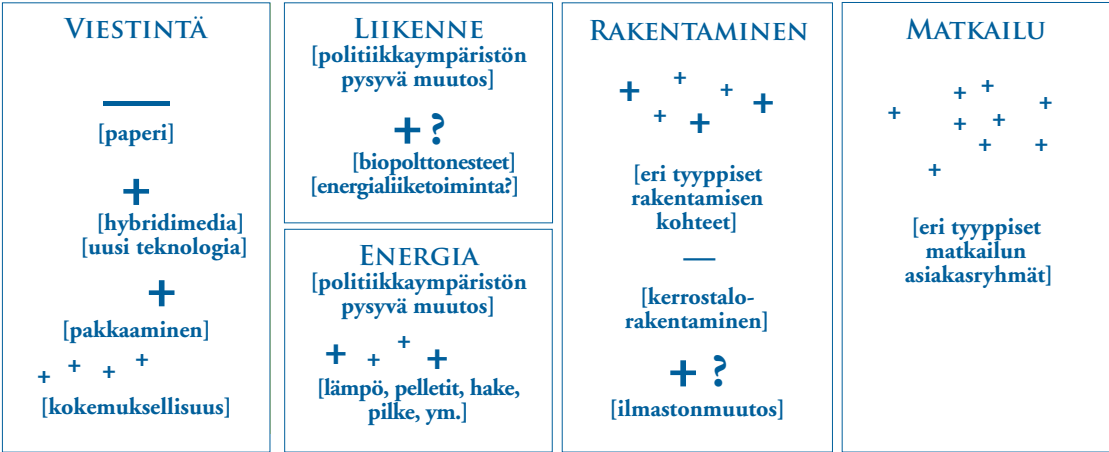 VIESTINTÄ
[paperi]
+
[hybridimedia]
[uusi teknologia]
+
[pakkaaminen]
+ + + +
[kokemuksellisuus]
LIIKENNE
[politiikkaympäristön
pysyvä muutos]
+ ?
[biopolttonesteet]
[energialiiketoiminta?]
ENERGIA
[politiikkaympäristön
pysyvä muutos]
+ + + +
[lämpö, pelletit, hake,
pilke, ym.]
RAKENTAMINEN
+ + + + + +
[eri tyyppiset
rakentamisen
kohteet]
—
[kerrostalo-
rakentaminen]
+ ?
[ilmastonmuutos]
MATKAILU
+ + + + + + + + +
[eri tyyppiset
matkailun
asiakasryhmät]